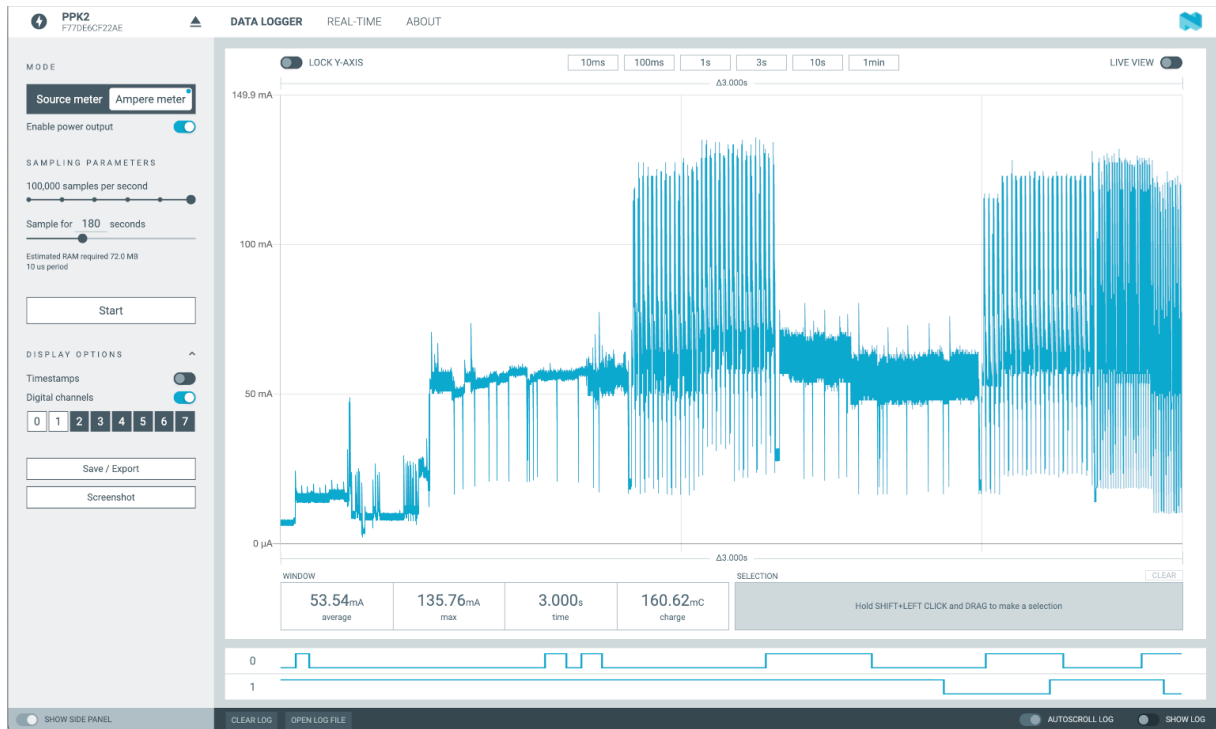 PPK2
F77DE6CF22AE
DATA LOGGER REAL-TIME ABOUT
MODE
Source meter Ampere meter
Enable power output
SAMPLING PARAMETERS
100,000 samples per second
Sample for 180 seconds
Estimated RAM required 72.0 MB
10 us period
Start
DISPLAY OPTIONS
Timestamps
Digital channels
0 1 2 3 4 5 6 7
Save / Export
Screenshot
SHOW SIDE PANEL
LOCK Y-AXIS 10ms 100ms 1s 3s 10s 1min LIVE VIEW
Δ3.000s
149.9 mA
100 mA
50 mA
0 µA
Δ3.000s
WINDOW SELECTION CLEAR
53.54mA 135.76mA 3.000s 160.62mC
average max time charge
Hold SHIFT+LEFT CLICK and DRAG to make a selection
0
1
CLEAR LOG OPEN LOG FILE AUTOSCROLL LOG SHOW LOG